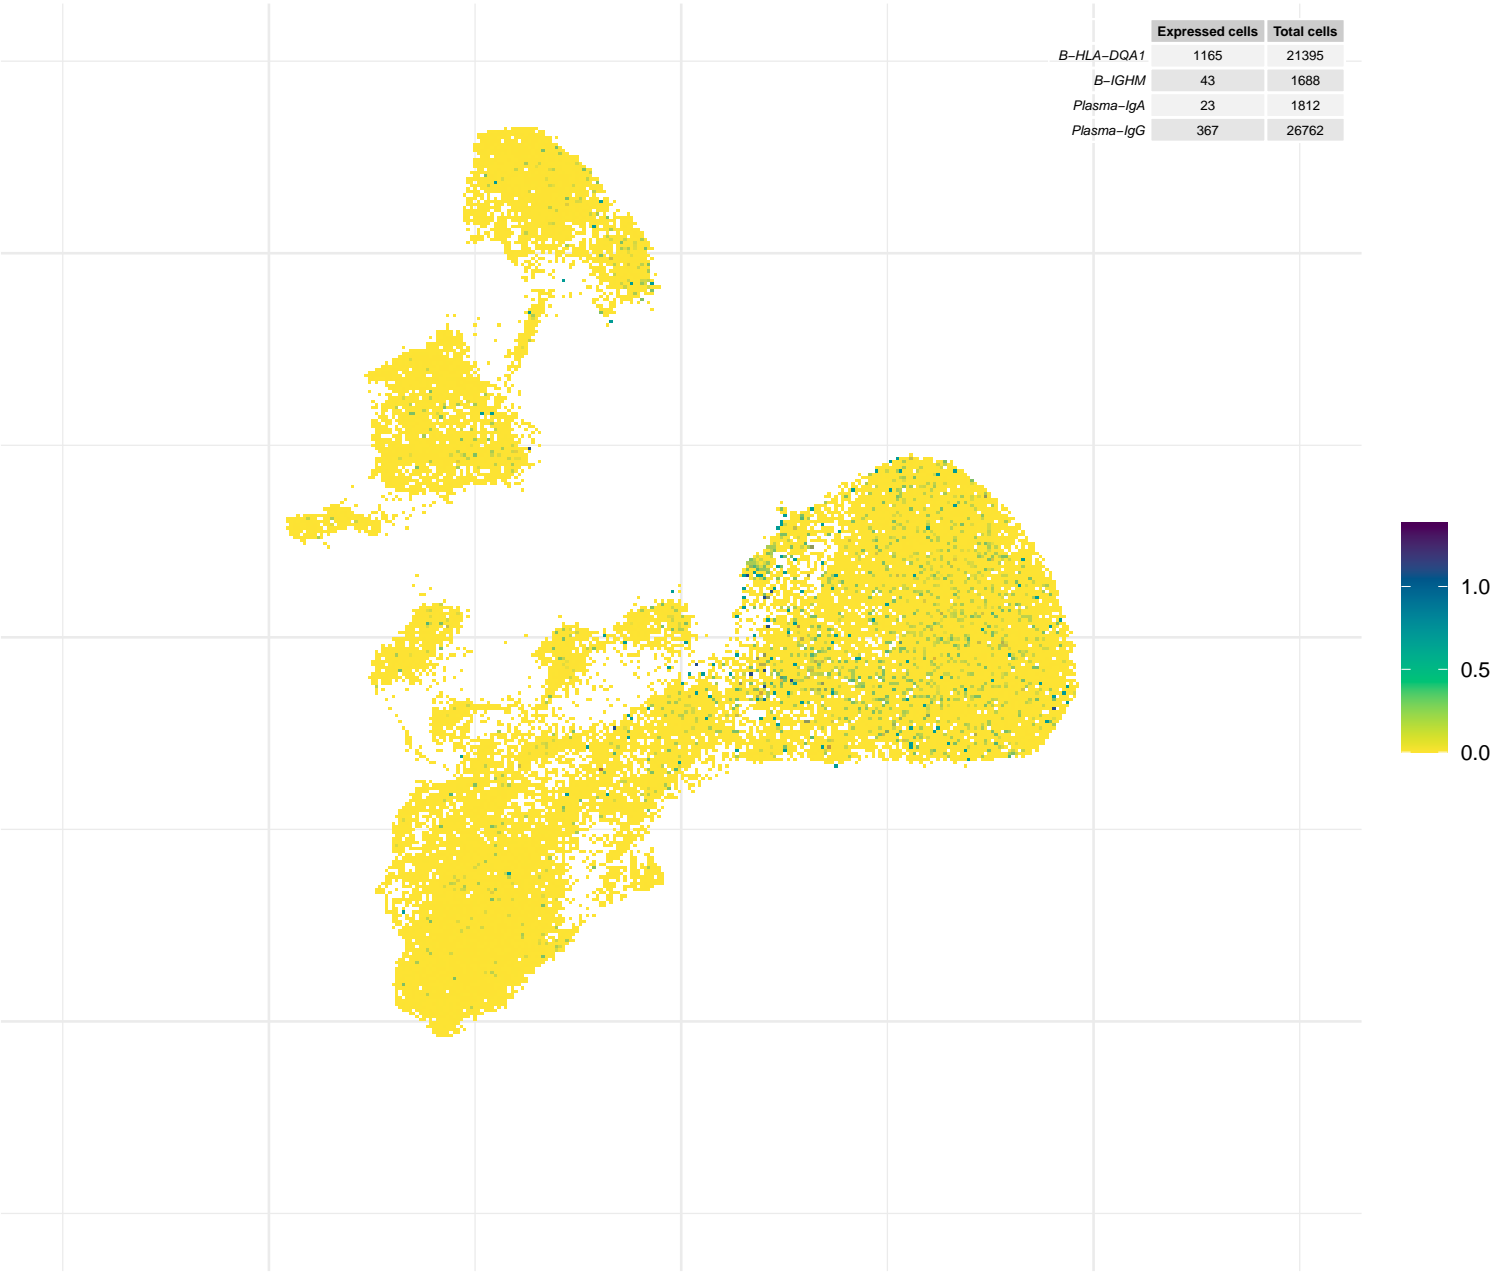 Expressed cells Total cells
B−HLA−DQA1 1165 21395
B−IGHM 43 1688
Plasma−IgA 23 1812
Plasma−IgG 367 26762
1.0
0.5
0.0